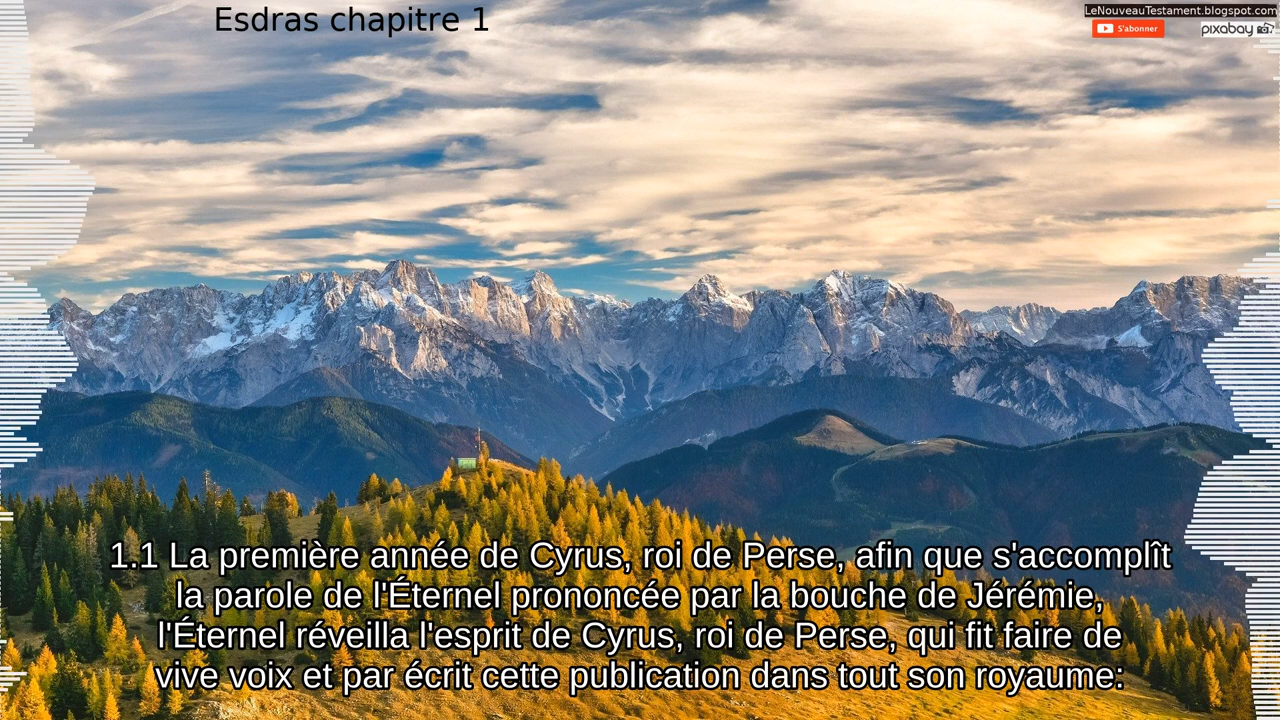 Esdras chapitre 1
LeNouveauTestament.blogspot.com
S'abonner
pixabay
1.1 La première année de Cyrus, roi de Perse, afin que s'accomplît
la parole de l'Éternel prononcée par la bouche de Jérémie,
l'Éternel réveilla l'esprit de Cyrus, roi de Perse, qui fit faire de
vive voix et par écrit cette publication dans tout son royaume: